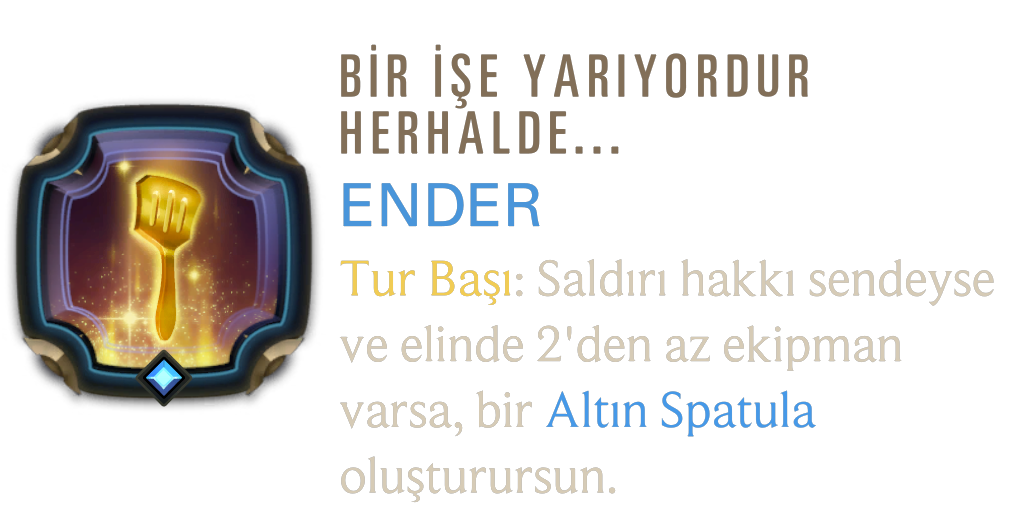 BİR İŞE YARIYORDUR
HERHALDE...
ENDER
Tur Başı: Saldırı hakkı sendeyse
ve elinde 2'den az ekipman
varsa, bir Altın Spatula
oluşturursun.